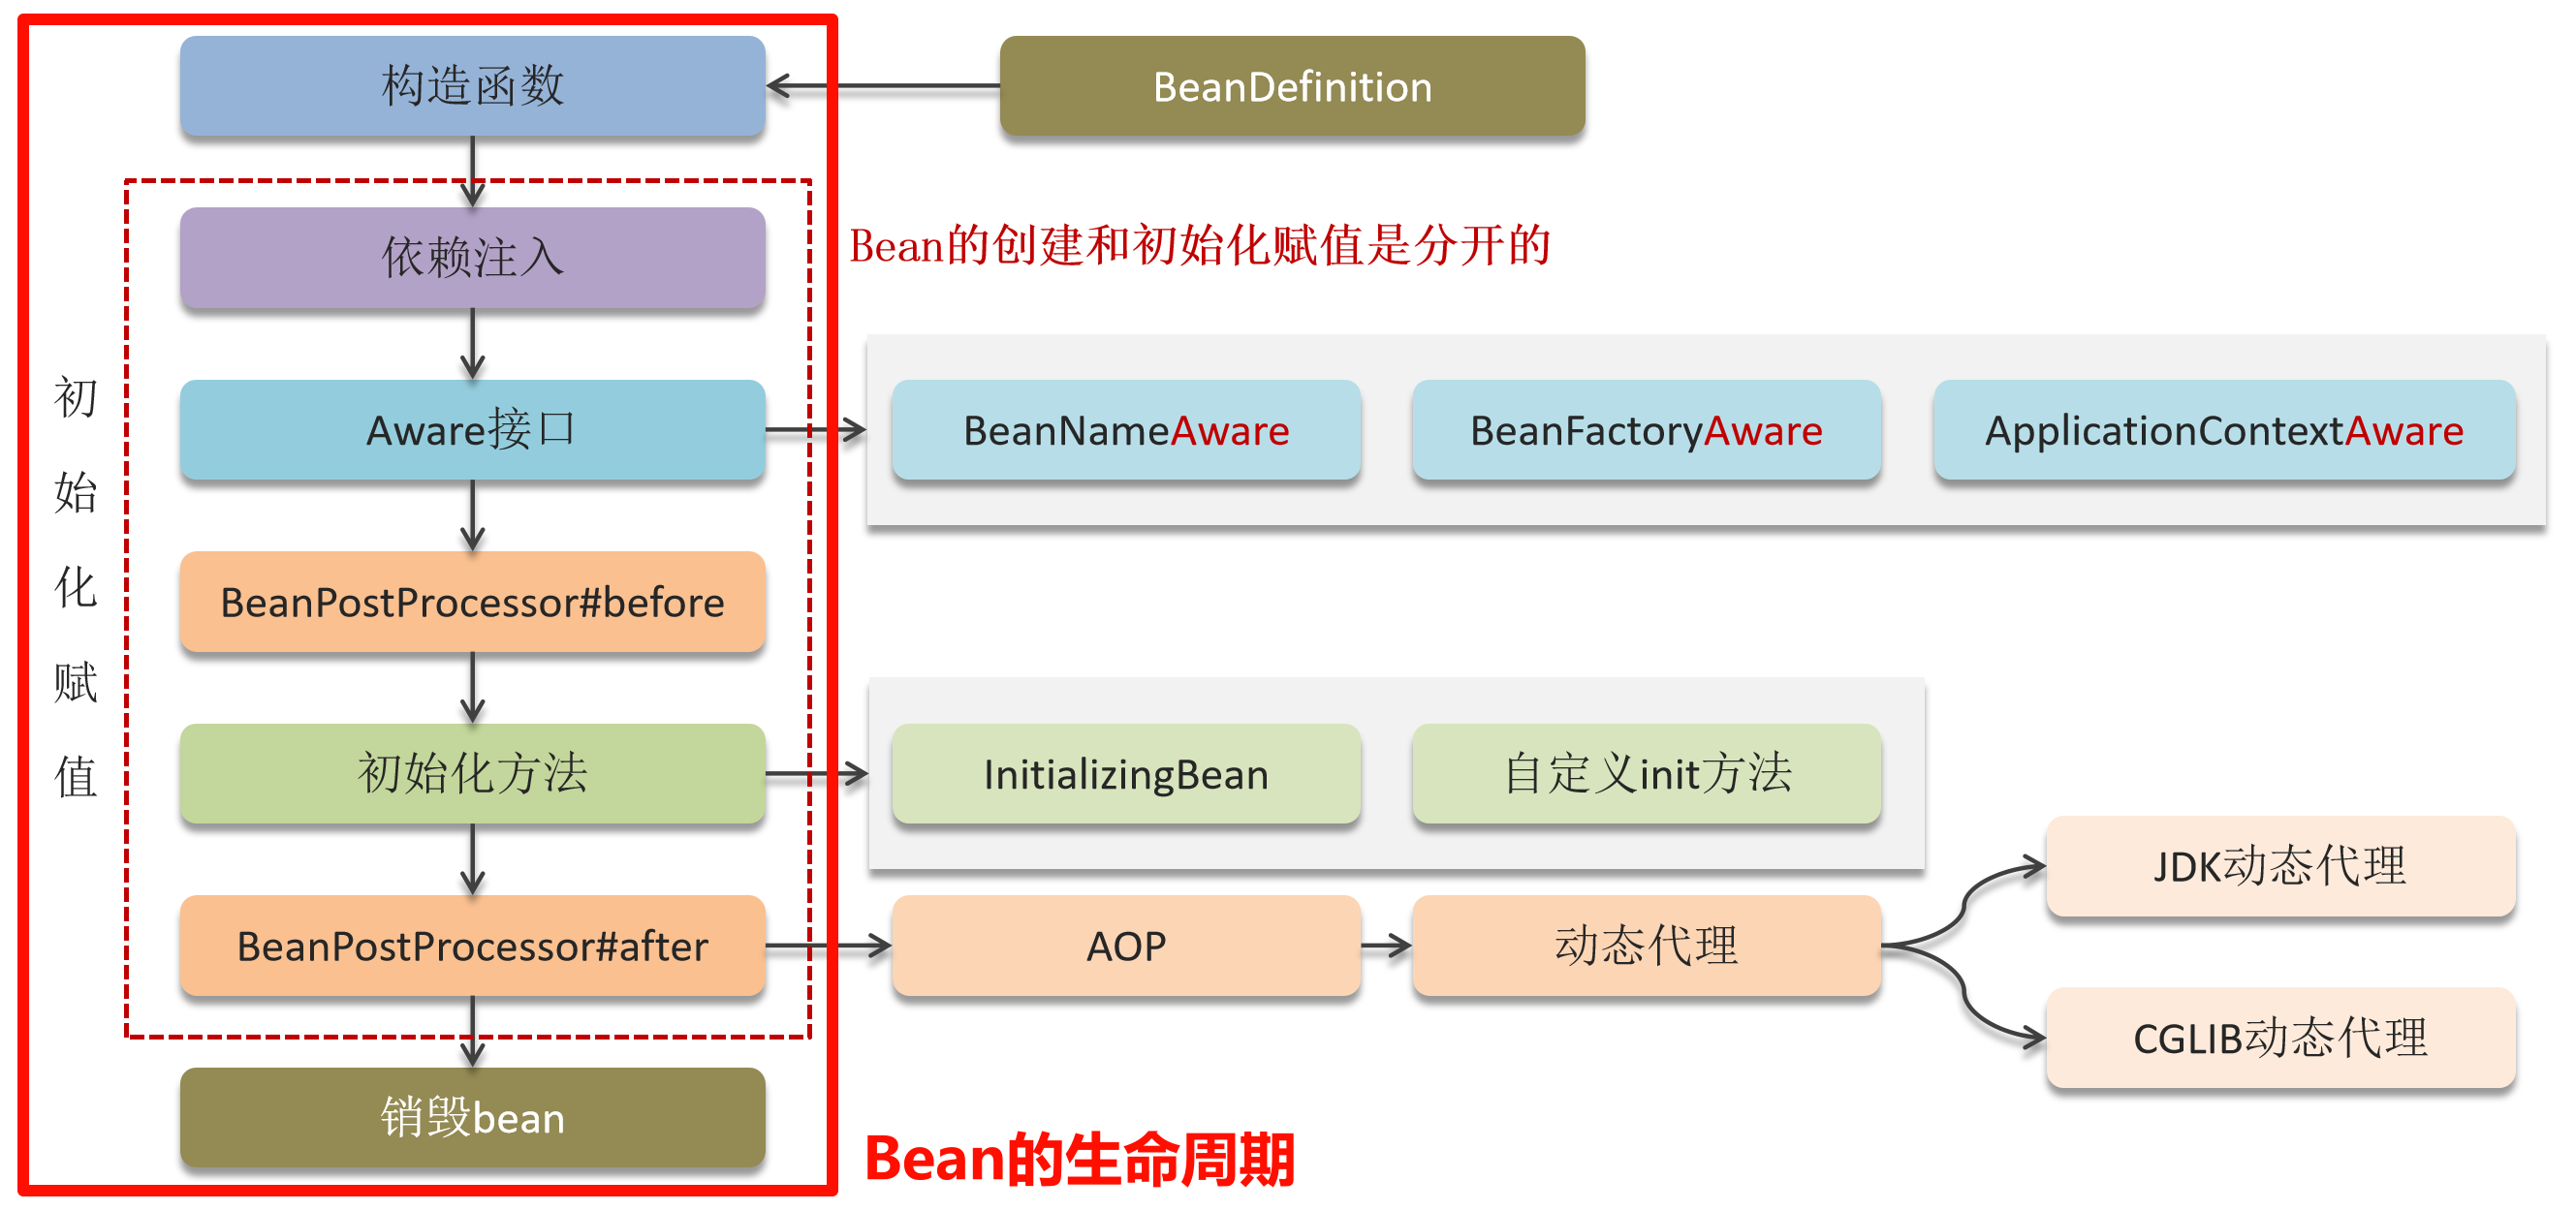 构造函数
BeanDefinition
依赖注入
Bean的创建和初始化赋值是分开的
初始化赋值
Aware接口
BeanNameAware
BeanFactoryAware
ApplicationContextAware
BeanPostProcessor#before
初始化方法
InitializingBean
自定义init方法
BeanPostProcessor#after
AOP
动态代理
JDK动态代理
CGLIB动态代理
销毁bean
Bean的生命周期